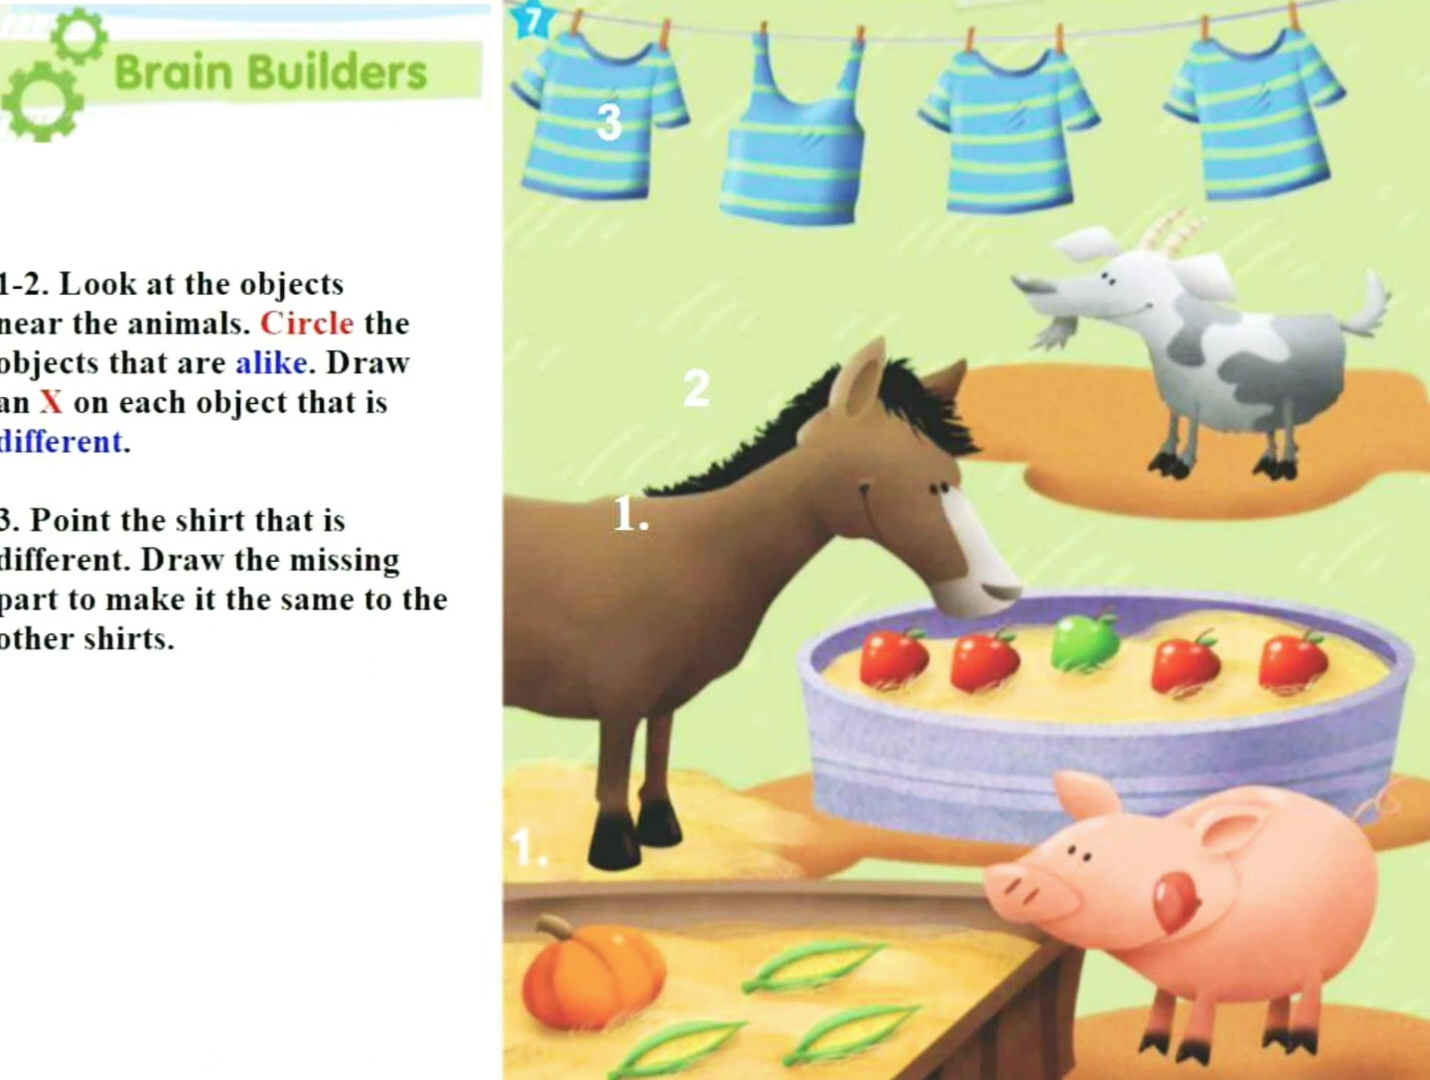 Brain Builders
1-2. Look at the objects
near the animals. Circle the
objects that are alike. Draw
an X on each object that is
different.
3. Point the shirt that is
different. Draw the missing
part to make it the same to the
other shirts.
7
3
2
1.
1.